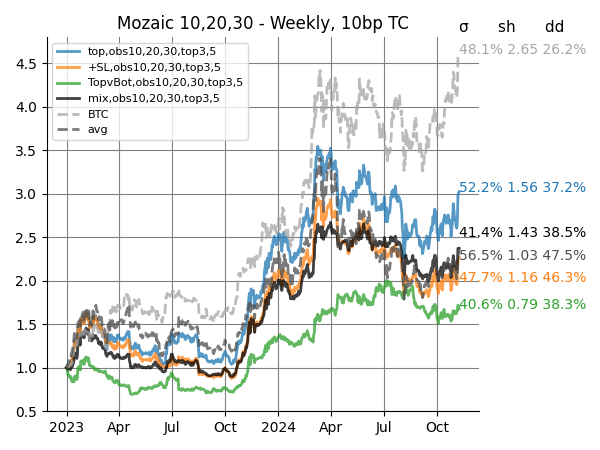 Mozaic 10,20,30 - Weekly, 10bp TC
σ sh dd
top,obs10,20,30,top3,5
+SL,obs10,20,30,top3,5
TopvBot,obs10,20,30,top3,5
mix,obs10,20,30,top3,5
BTC
avg
48.1% 2.65 26.2%
52.2% 1.56 37.2%
41.4% 1.43 38.5%
56.5% 1.03 47.5%
47.7% 1.16 46.3%
40.6% 0.79 38.3%
4.5
4.0
3.5
3.0
2.5
2.0
1.5
1.0
0.5
2023 Apr Jul Oct 2024 Apr Jul Oct